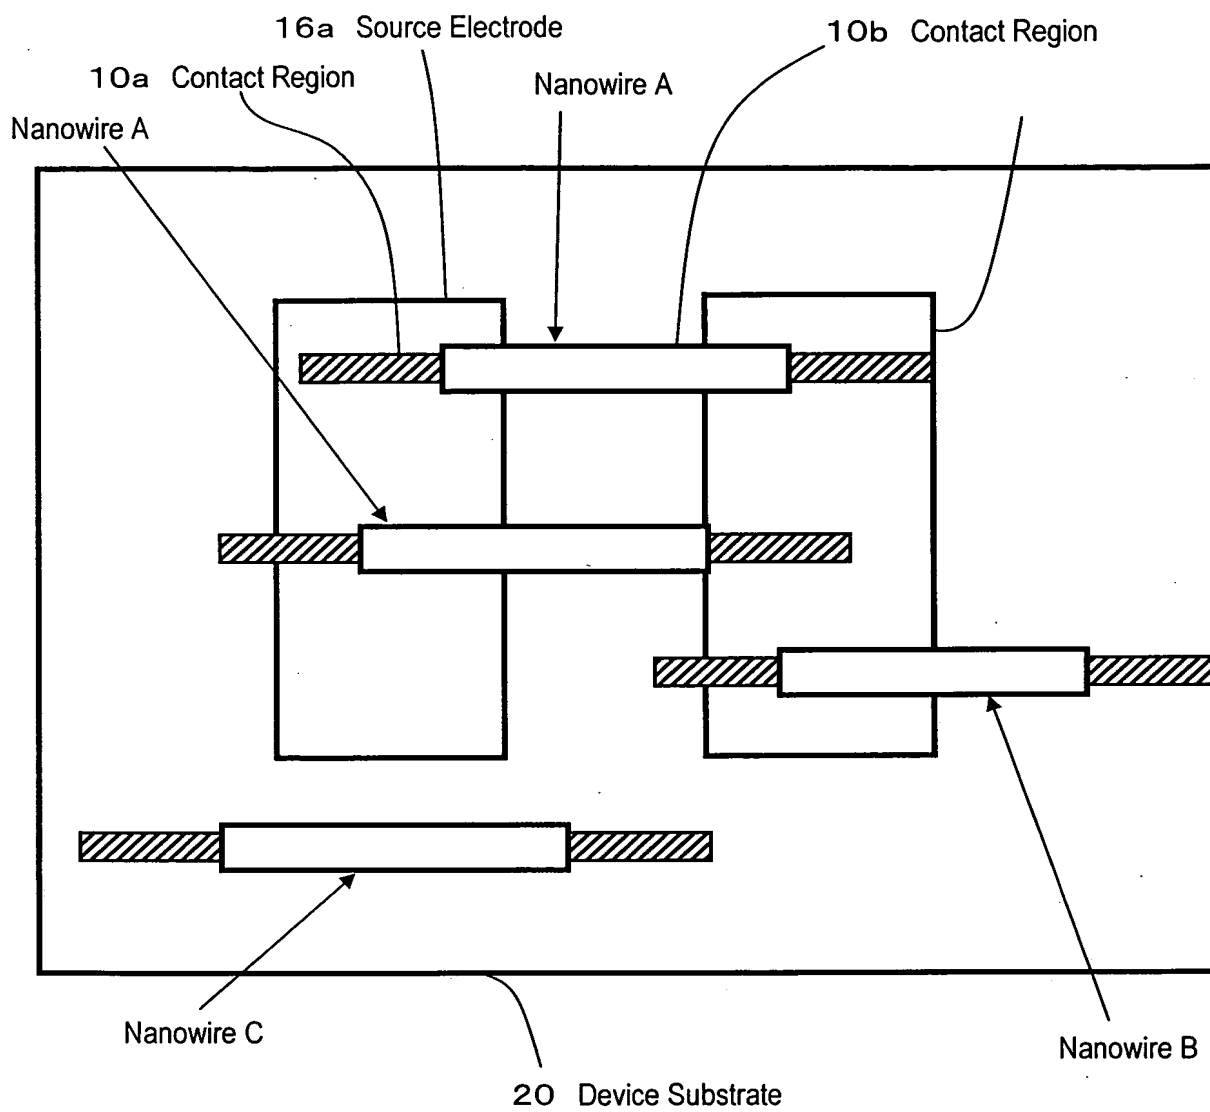 16a Source Electrode
10b Contact Region
10a Contact Region
Nanowire A
Nanowire A
Nanowire C
Nanowire B
20 Device Substrate